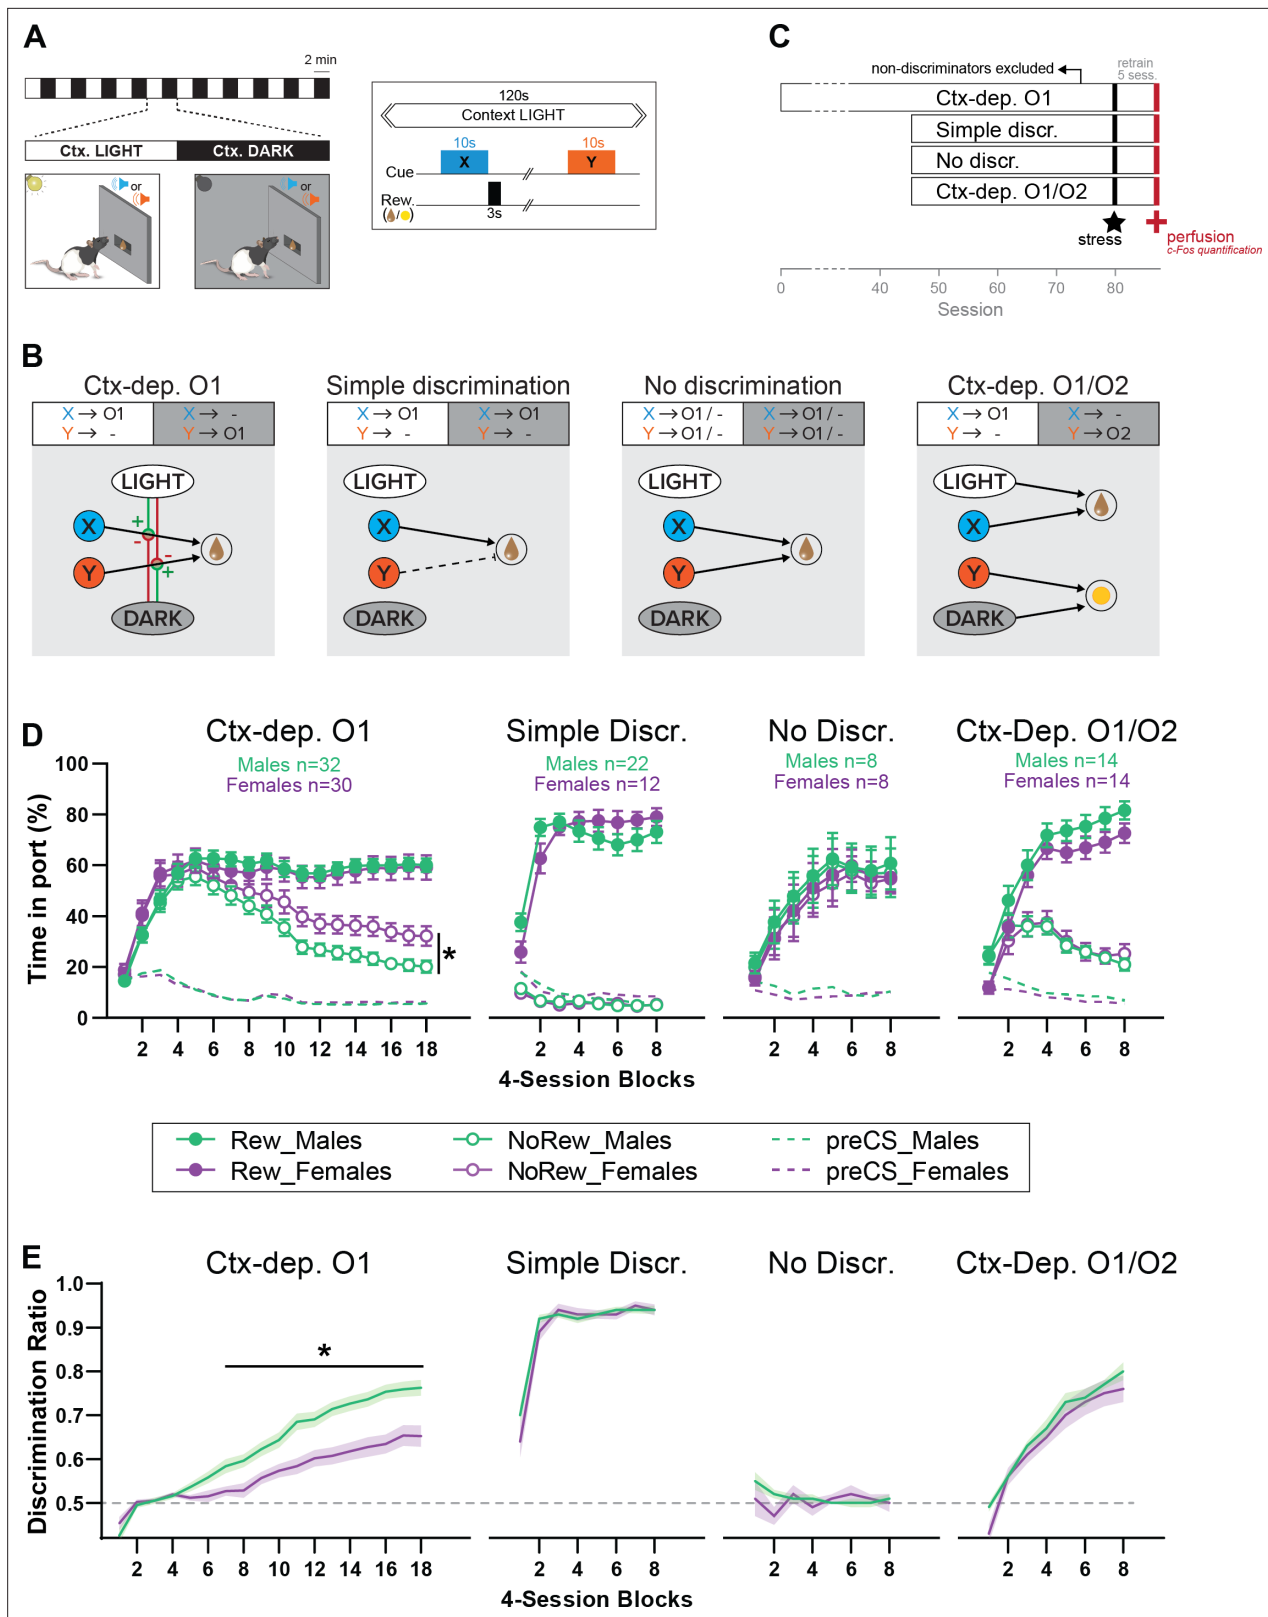 A
2 min
Ctx. LIGHT
Ctx. DARK
or
or
120s
Context LIGHT
10s
10s
X
Y
Cue
Rew.
( / )
3s
C
non-discriminators excluded
retrain
5 sess.
Ctx-dep. O1
Simple discr.
No discr.
Ctx-dep. O1/O2
stress
perfusion
c-Fos quantification
0 40 50 60 70 80
Session
B
Ctx-dep. O1
X → O1
Y → -
X → -
Y → O1
LIGHT
X
Y
+
-
-
+
DARK
Simple discrimination
X → O1
Y → -
X → O1
Y → -
LIGHT
X
Y
DARK
No discrimination
X → O1 / -
Y → O1 / -
X → O1 / -
Y → O1 / -
LIGHT
X
Y
DARK
Ctx-dep. O1/O2
X → O1
Y → -
X → -
Y → O2
LIGHT
X
Y
DARK
D
Ctx-dep. O1
Males n=32
Females n=30
Simple Discr.
Males n=22
Females n=12
No Discr.
Males n=8
Females n=8
Ctx-Dep. O1/O2
Males n=14
Females n=14
Time in port (%)
100
80
60
40
20
0
*
2 4 6 8 10 12 14 16 18
2 4 6 8
2 4 6 8
2 4 6 8
4-Session Blocks
Rew_Males
NoRew_Males
preCS_Males
Rew_Females
NoRew_Females
preCS_Females
E
Ctx-dep. O1
Simple Discr.
No Discr.
Ctx-Dep. O1/O2
Discrimination Ratio
1.0
0.9
0.8
0.7
0.6
0.5
*
2 4 6 8 10 12 14 16 18
2 4 6 8
2 4 6 8
2 4 6 8
4-Session Blocks